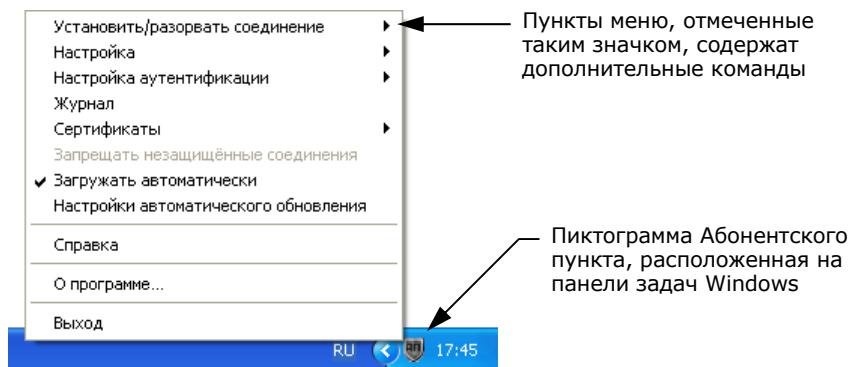 Установить/разорвать соединение
Настройка
Настройка аутентификации
Журнал
Сертификаты
Запрещать незащищённые соединения
Загружать автоматически
Настройки автоматического обновления
Справка
О программе...
Выход
Пункты меню, отмеченные
таким значком, содержат
дополнительные команды
Пиктограмма Абонентского
пункта, расположенная на
панели задач Windows
RU
АП
17:45